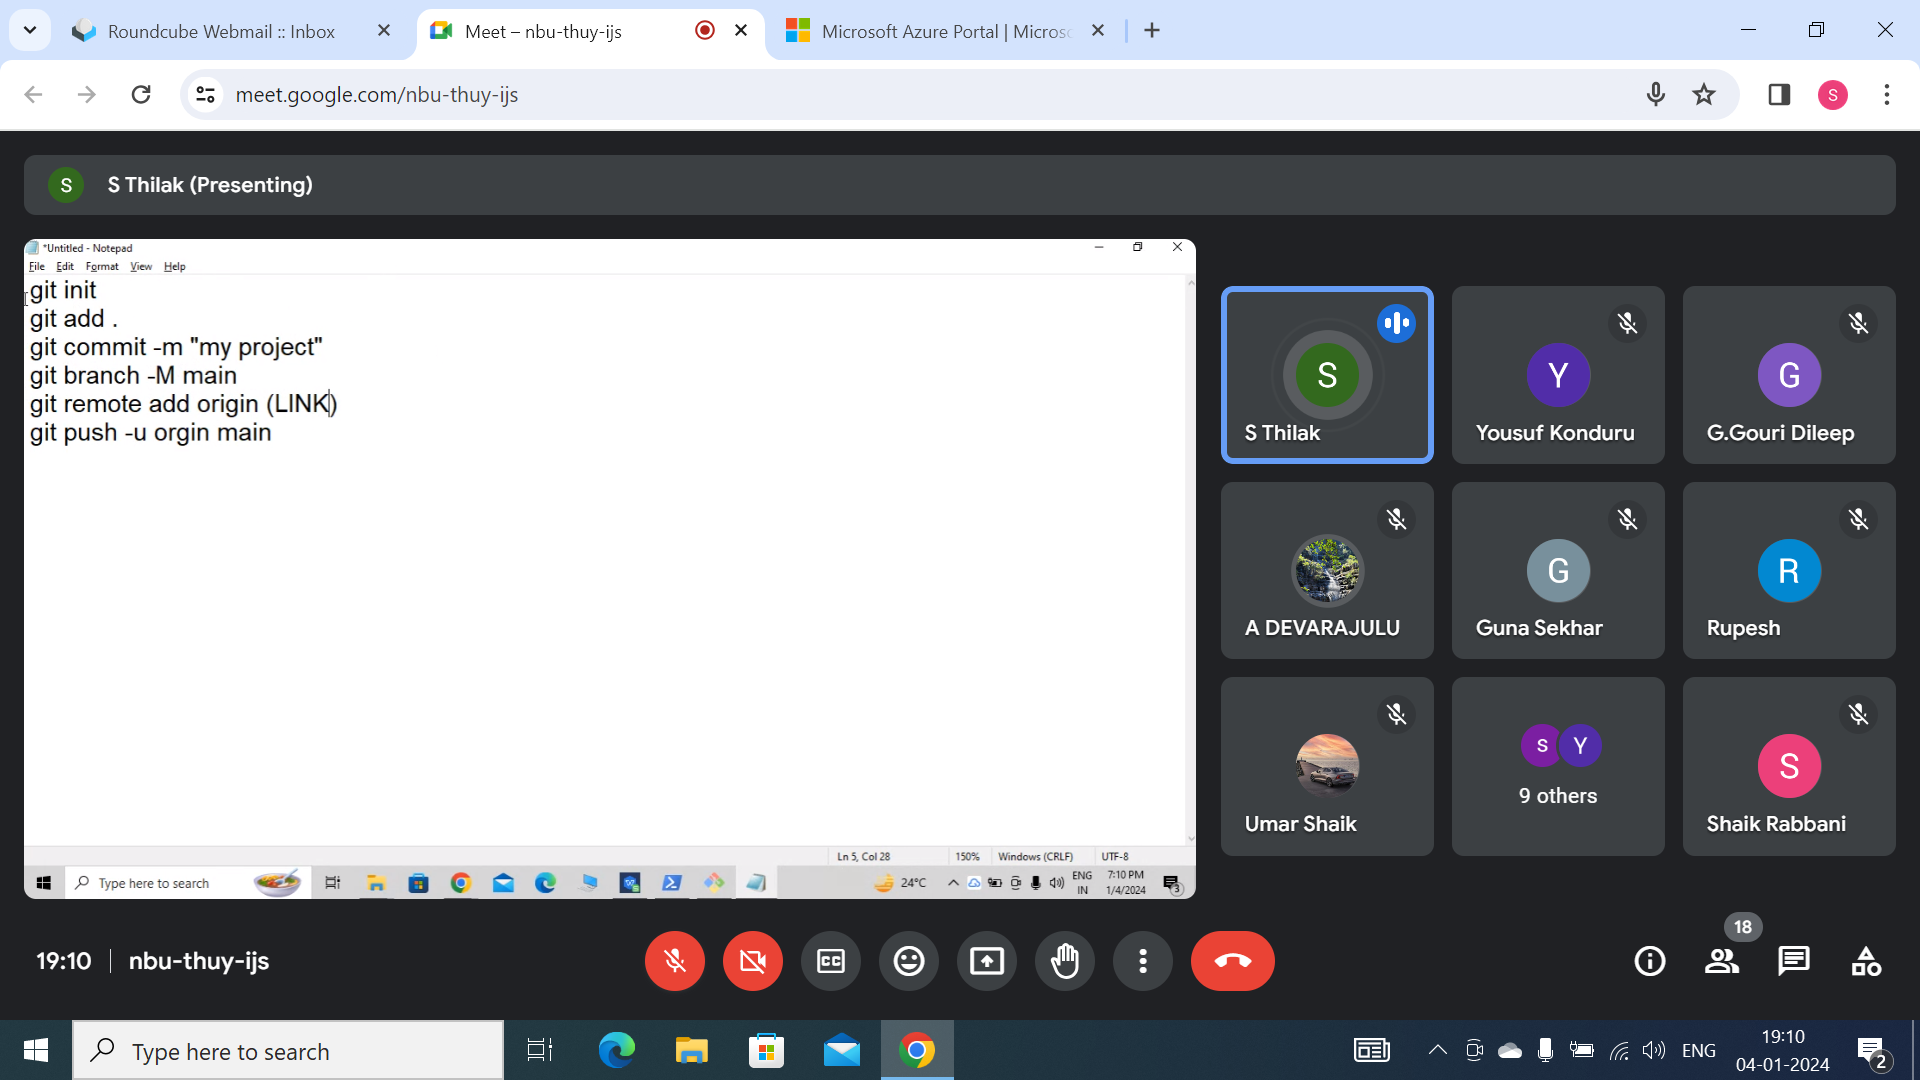 Roundcube Webmail :: Inbox
Meet – nbu-thuy-ijs
Microsoft Azure Portal | Micros
meet.google.com/nbu-thuy-ijs
S
S
S Thilak (Presenting)
*Untitled - Notepad
File Edit Format View Help
git init
git add .
git commit -m "my project"
git branch -M main
git remote add origin (LINK)
git push -u orgin main
Ln 5, Col 28
150%
Windows (CRLF)
UTF-8
Type here to search
24°C
ENG
IN
7:10 PM
1/4/2024
3
S
S Thilak
Y
Yousuf Konduru
G
G.Gouri Dileep
A DEVARAJULU
G
Guna Sekhar
R
Rupesh
Umar Shaik
s Y
9 others
S
Shaik Rabbani
19:10
nbu-thuy-ijs
CC
18
Type here to search
ENG
19:10
04-01-2024
2